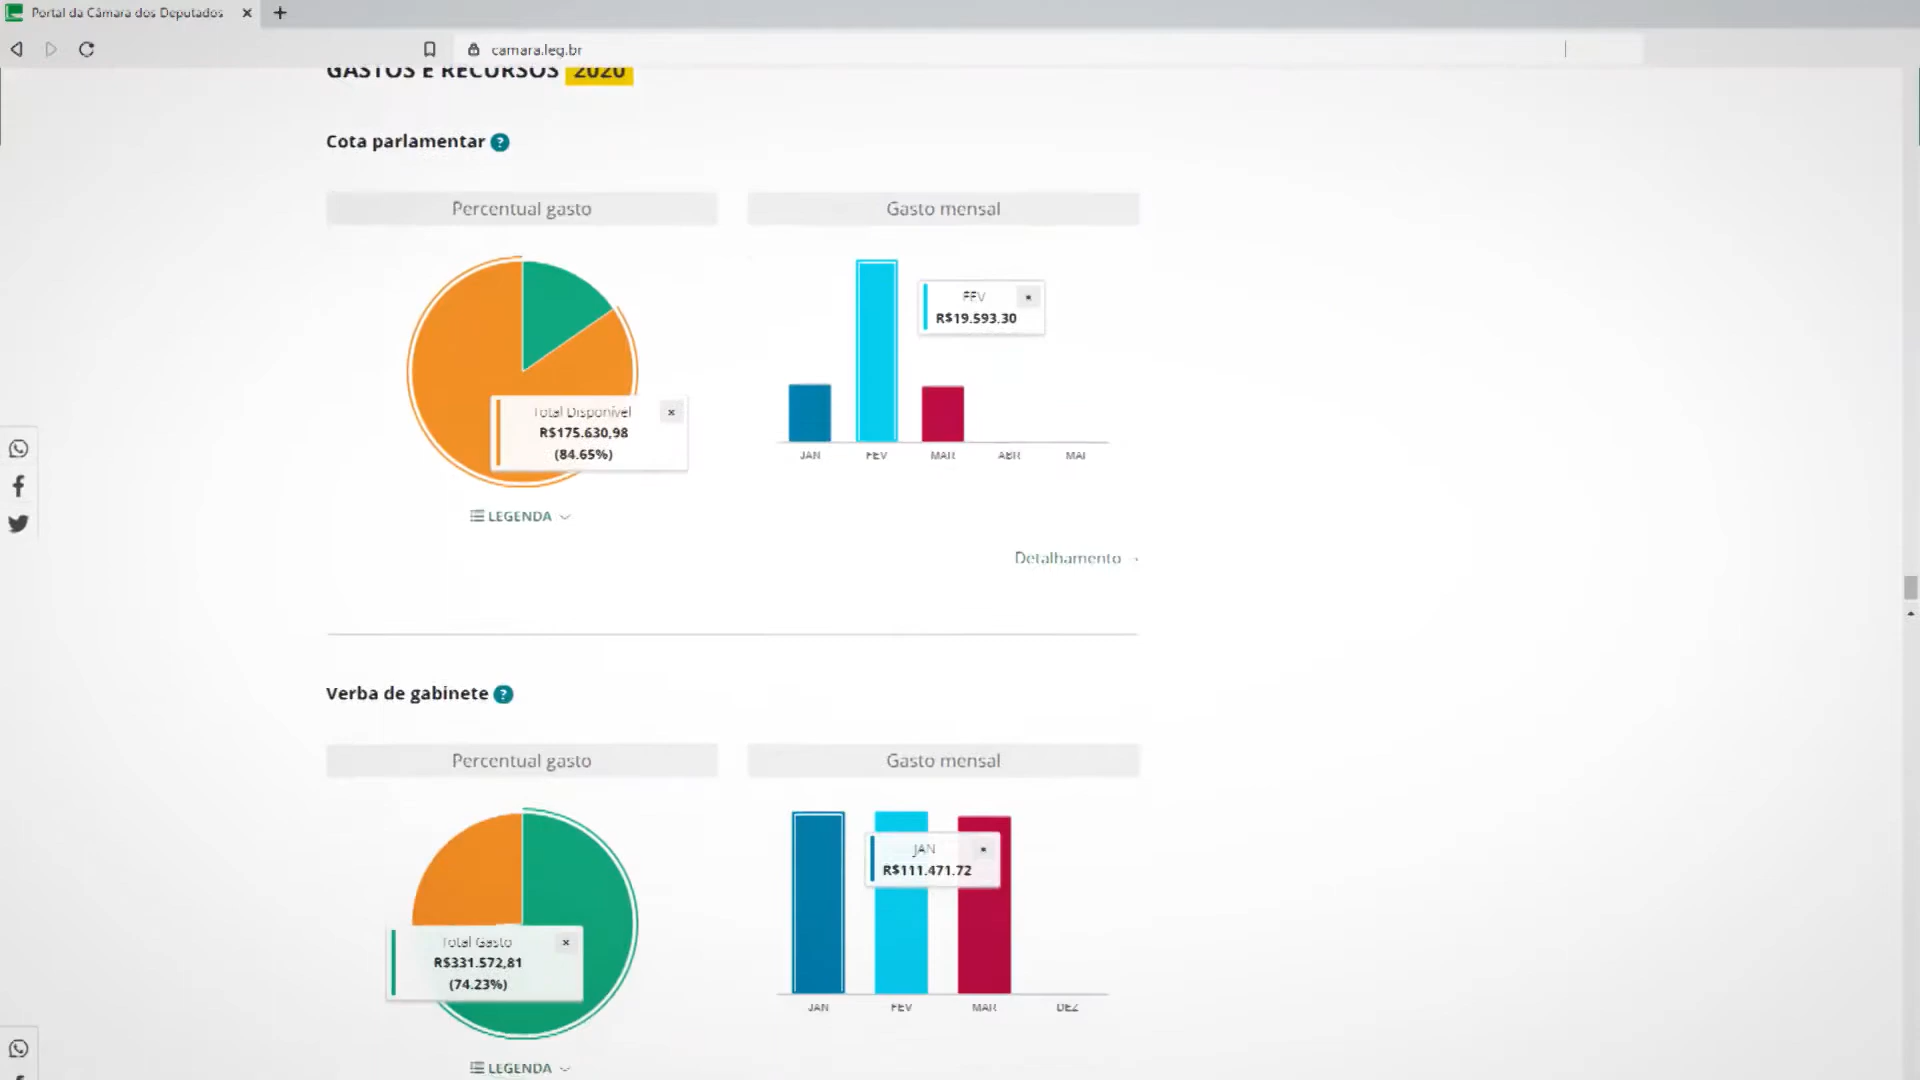 Portal da Câmara dos Deputados
camara.leg.br
GASTOS E RECURSOS 2020
Cota parlamentar ?
Percentual gasto
Gasto mensal
FEV
R$19.593.30
Total Disponível
R$175.630,98
(84.65%)
JAN FEV MAR ABR MAI
LEGENDA
Detalhamento
Verba de gabinete ?
Percentual gasto
Gasto mensal
JAN
R$111.471.72
Total Gasto
R$331.572,81
(74.23%)
JAN FEV MAR DEZ
LEGENDA